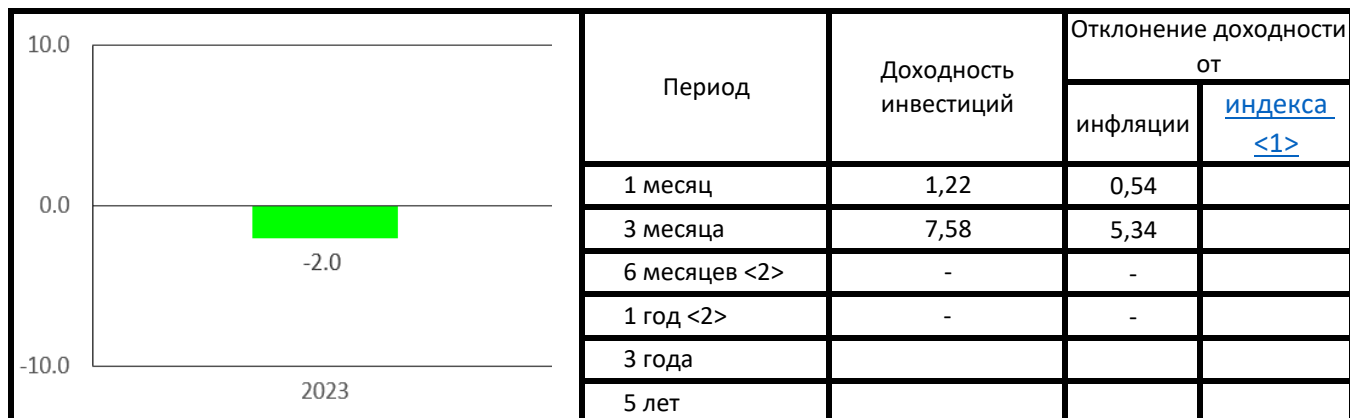 10.0
0.0
-2.0
-10.0
2023
Период
Доходность
инвестиций
Отклонение доходности
от
инфляции
индекса
<1>
1 месяц 1,22 0,54
3 месяца 7,58 5,34
6 месяцев <2> - -
1 год <2> - -
3 года
5 лет